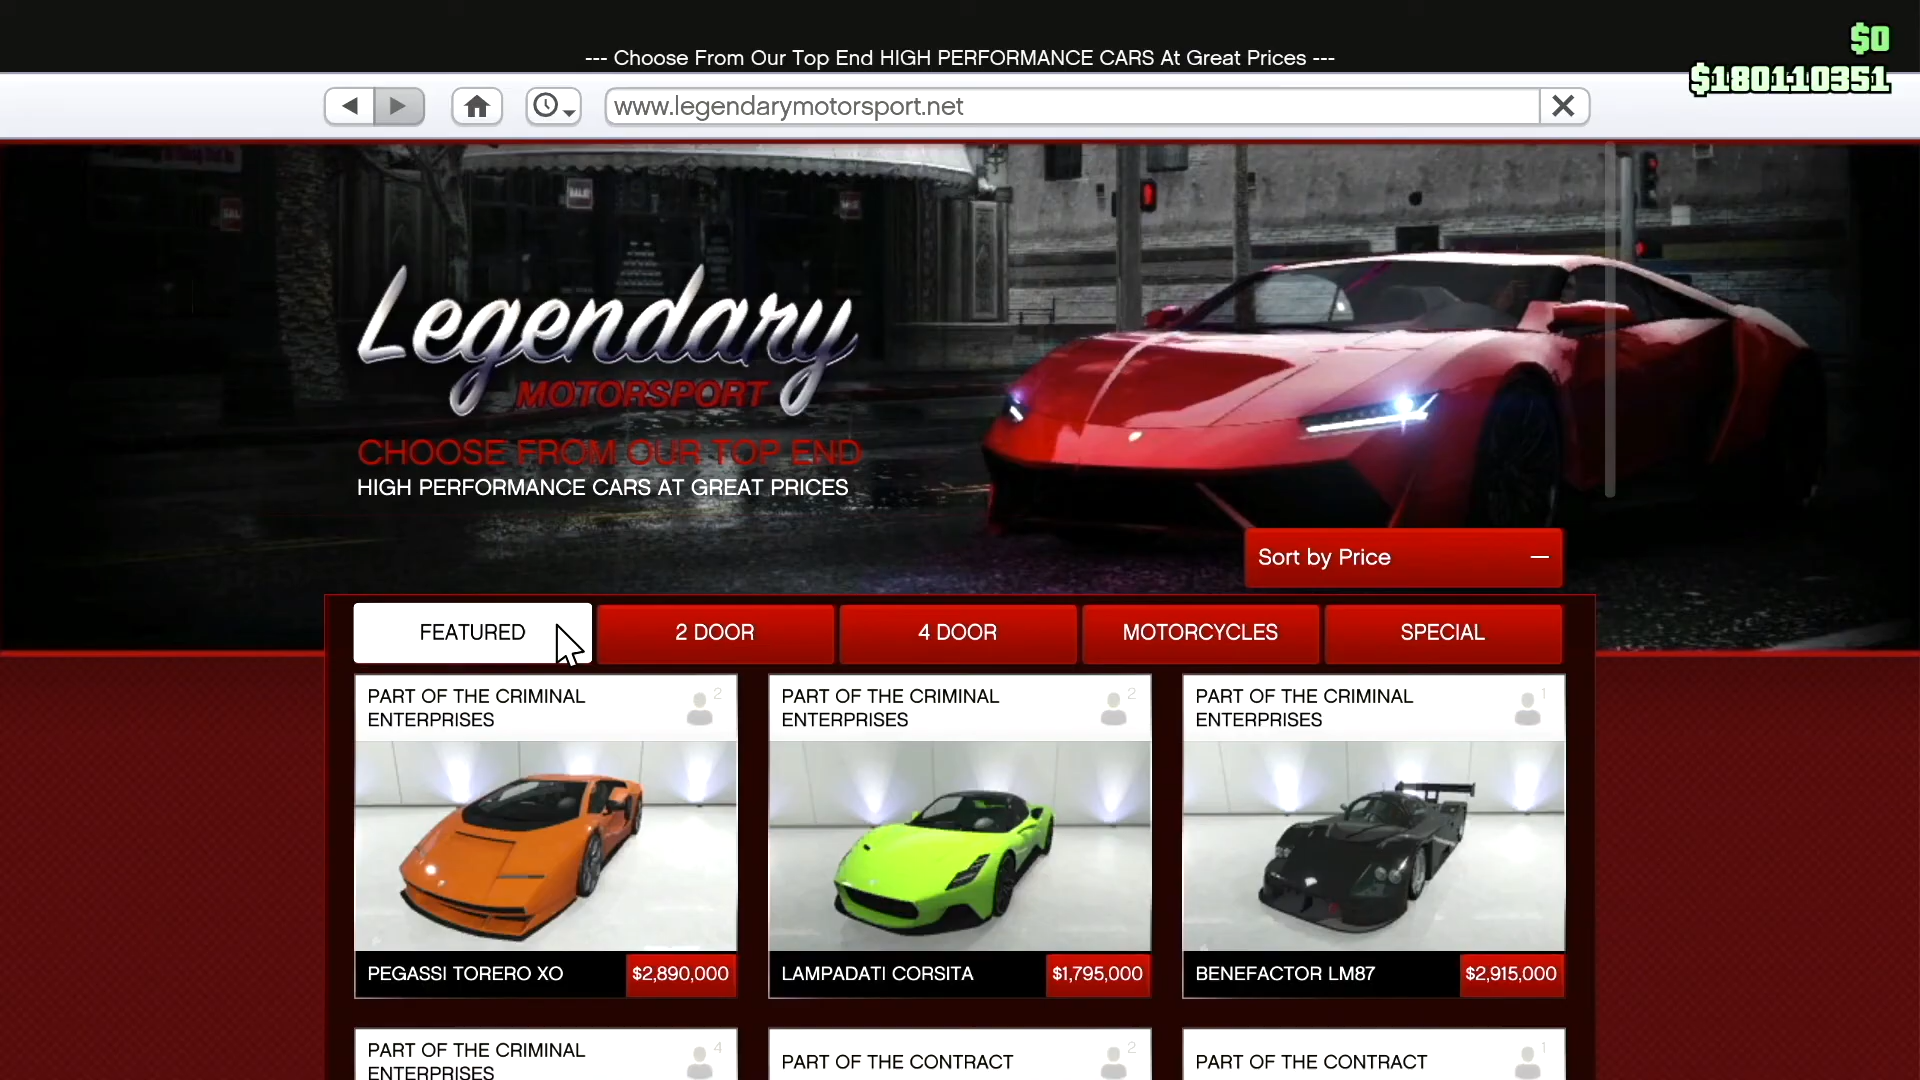 --- Choose From Our Top End HIGH PERFORMANCE CARS At Great Prices ---
$0
$180110351
www.legendarymotorsport.net
Legendary
MOTORSPORT
CHOOSE FROM OUR TOP END
HIGH PERFORMANCE CARS AT GREAT PRICES
Sort by Price
FEATURED
2 DOOR
4 DOOR
MOTORCYCLES
SPECIAL
PART OF THE CRIMINAL
ENTERPRISES
2
PEGASSI TORERO XO
$2,890,000
PART OF THE CRIMINAL
ENTERPRISES
2
LAMPADATI CORSITA
$1,795,000
PART OF THE CRIMINAL
ENTERPRISES
1
BENEFACTOR LM87
$2,915,000
PART OF THE CRIMINAL
ENTERPRISES
4
PART OF THE CONTRACT
2
PART OF THE CONTRACT
1